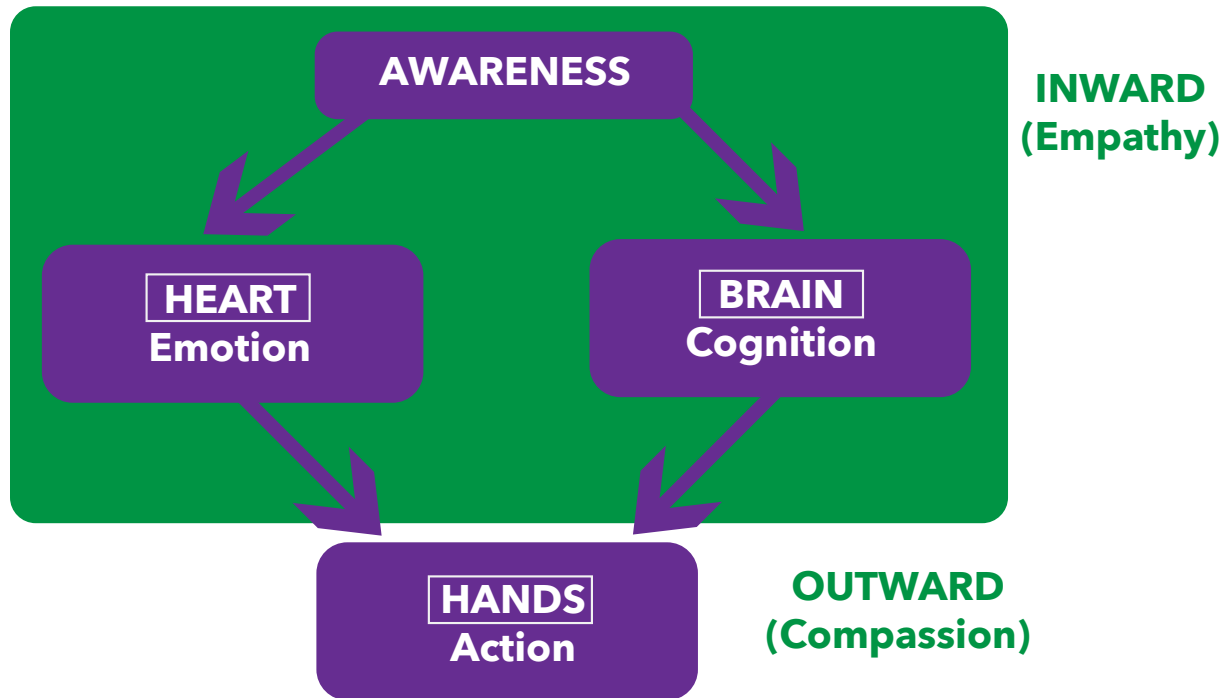 AWARENESS
INWARD
(Empathy)
HEART
Emotion
BRAIN
Cognition
HANDS
Action
OUTWARD
(Compassion)